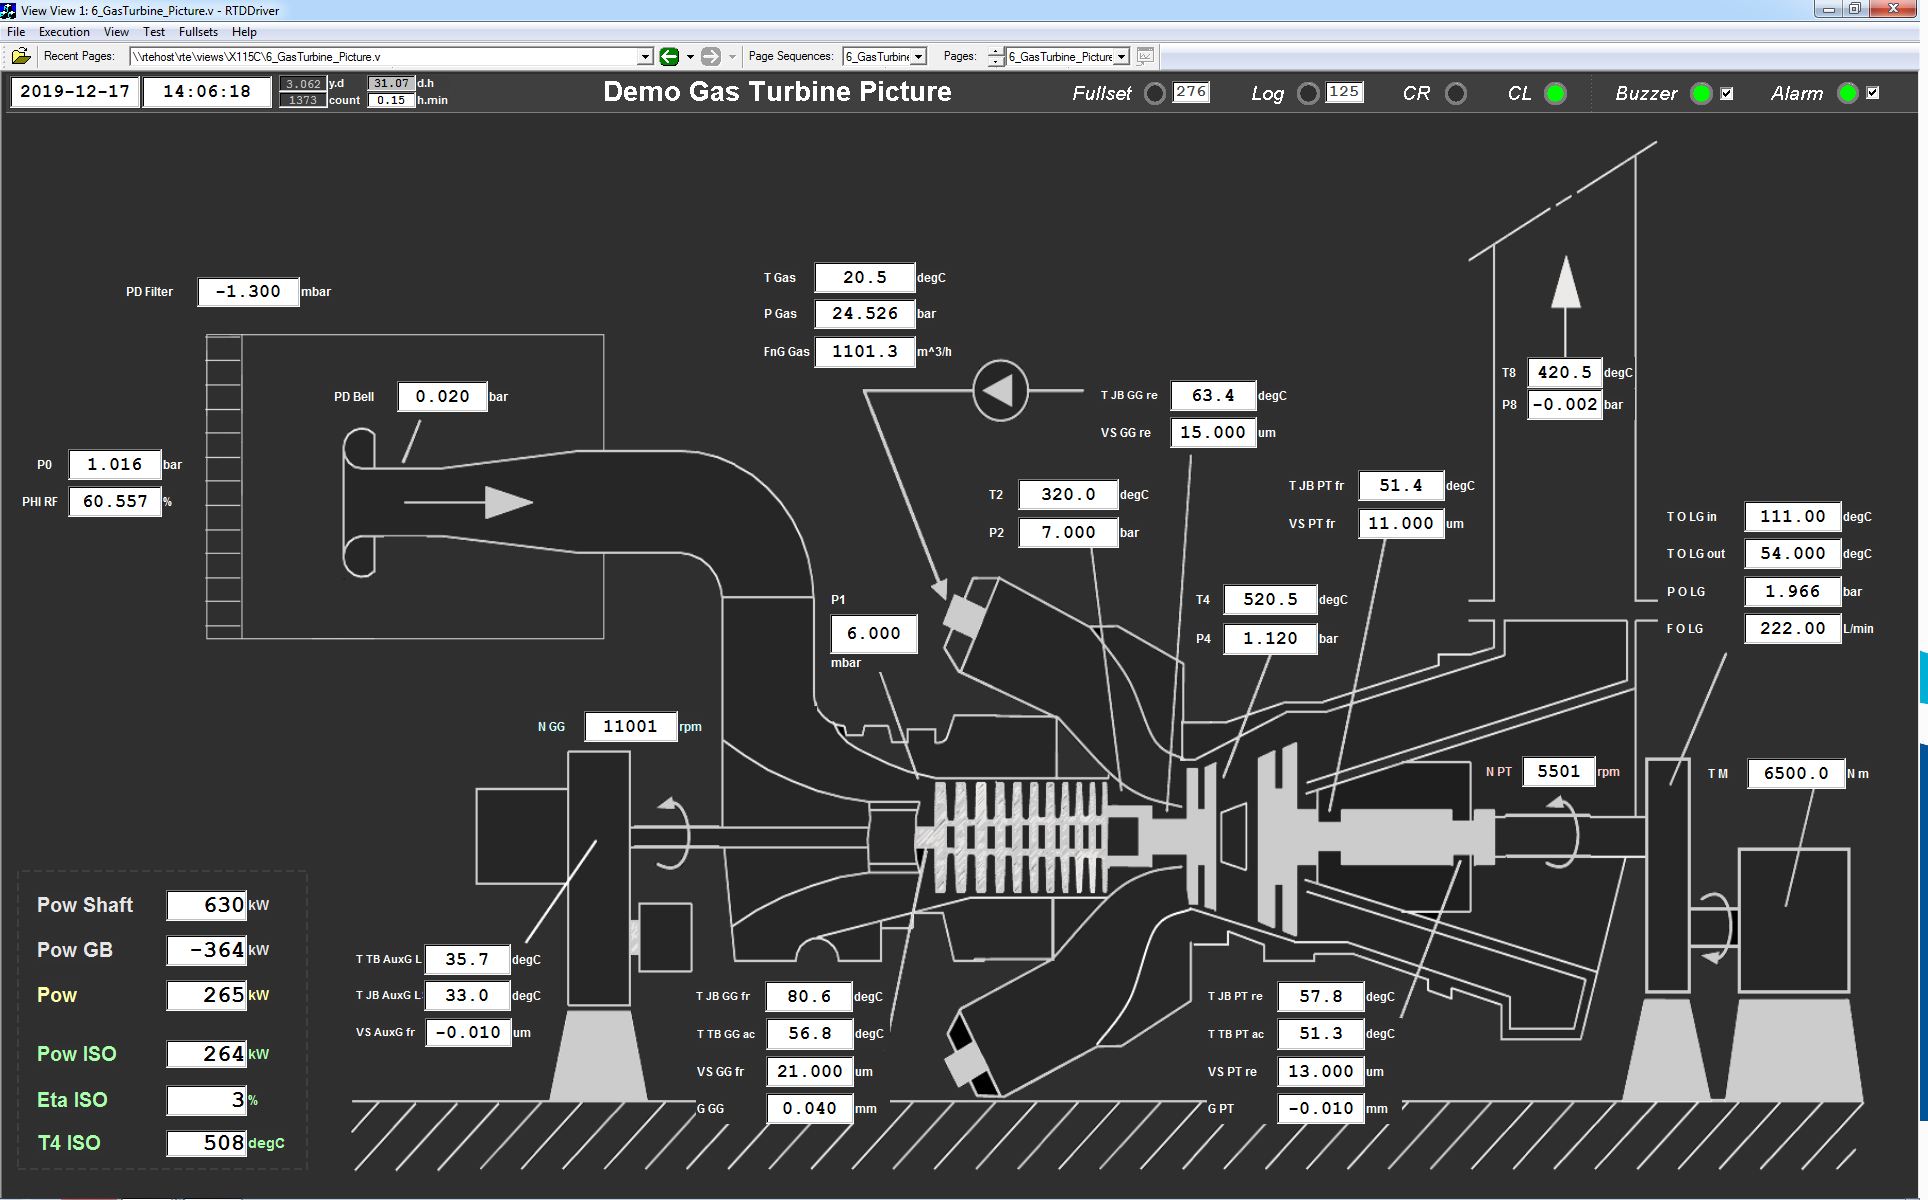 View View 1: 6_GasTurbine_Picture.v - RTDDriver
File Execution View Test Fullsets Help
Recent Pages: \\rtehost\rte\views\X115C\6_GasTurbine_Picture.v Page Sequences: 6_GasTurbine Pages: 6_GasTurbine_Picture
2019-12-17 14:06:18 3.062 y.d 31.07 d.h
1373 count 0.15 h.min
Demo Gas Turbine Picture Fullset 276 Log 125 CR CL Buzzer Alarm
PD Filter -1.300 mbar
T Gas 20.5 degC
P Gas 24.526 bar
FnG Gas 1101.3 m^3/h
T8 420.5 degC
P8 -0.002 bar
PD Bell 0.020 bar
T JB GG re 63.4 degC
VS GG re 15.000 um
P0 1.016 bar
PHI RF 60.557 %
T2 320.0 degC
P2 7.000 bar
T JB PT fr 51.4 degC
VS PT fr 11.000 um
T O LG in 111.00 degC
T O LG out 54.000 degC
P O LG 1.966 bar
F O LG 222.00 L/min
P1
6.000
mbar
T4 520.5 degC
P4 1.120 bar
N GG 11001 rpm
N PT 5501 rpm
T M 6500.0 N m
Pow Shaft 630 kW
Pow GB -364 kW
Pow 265 kW
Pow ISO 264 kW
Eta ISO 3 %
T4 ISO 508 degC
T TB AuxG L 35.7 degC
T JB AuxG L 33.0 degC
VS AuxG fr -0.010 um
T JB GG fr 80.6 degC
T TB GG ac 56.8 degC
VS GG fr 21.000 um
G GG 0.040 mm
T JB PT re 57.8 degC
T TB PT ac 51.3 degC
VS PT re 13.000 um
G PT -0.010 mm